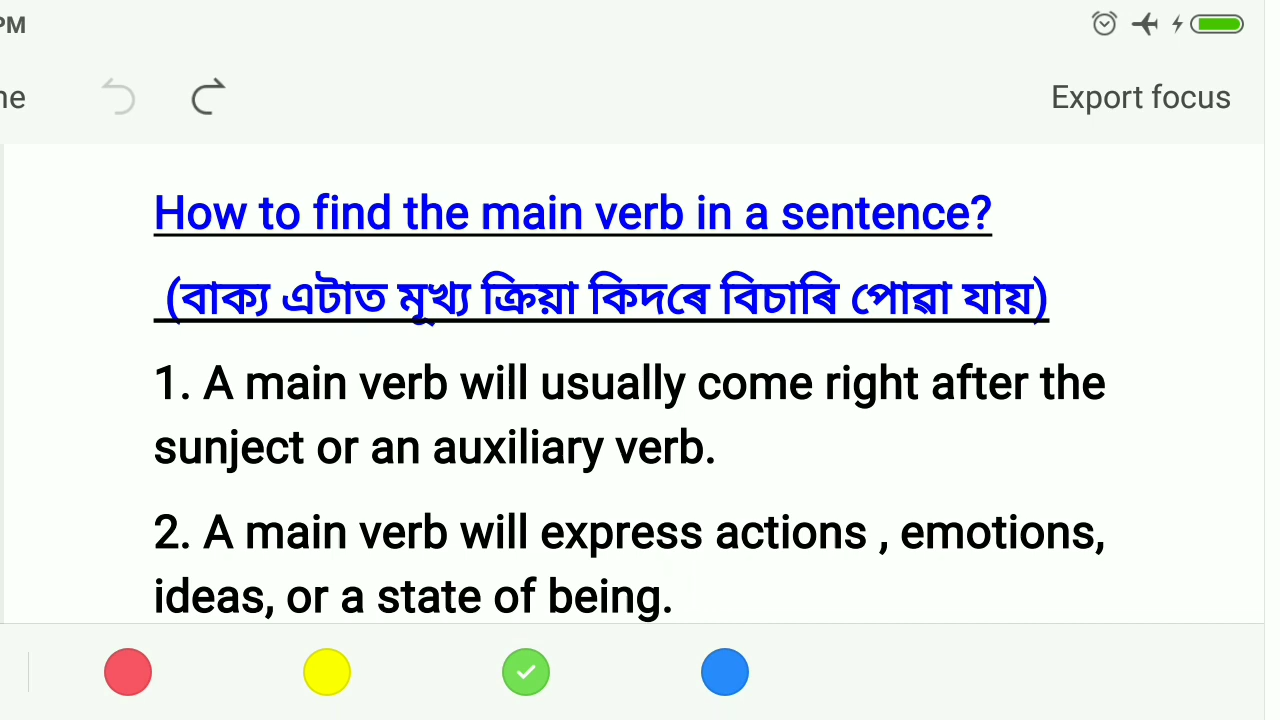 PM
ne
Export focus
How to find the main verb in a sentence?
(বাক্য এটাত মূখ্য ক্রিয়া কিদৰে বিচাৰি পোৱা যায়)
1. A main verb will usually come right after the
sunject or an auxiliary verb.
2. A main verb will express actions , emotions,
ideas, or a state of being.